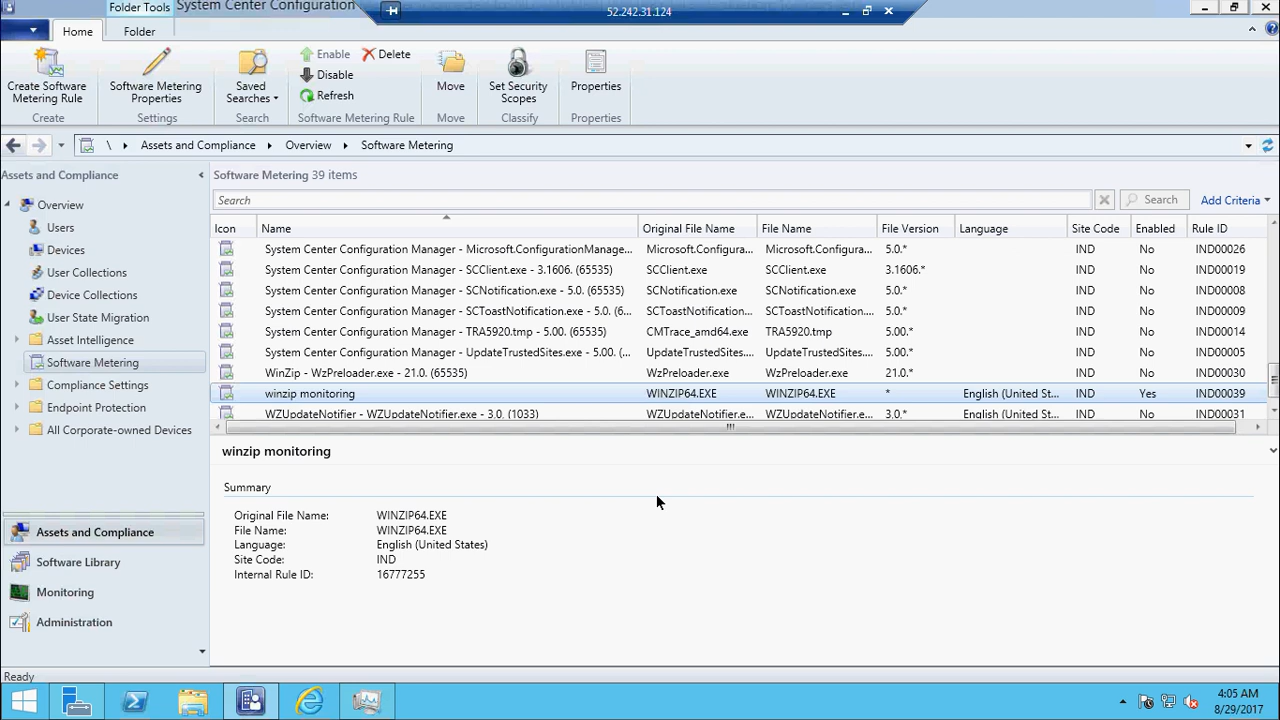 Folder Tools
System Center Configuration
52.242.31.124
Home
Folder
Create Software
Metering Rule
Create
Software Metering
Properties
Settings
Saved
Searches
Search
Enable
Delete
Disable
Refresh
Software Metering Rule
Move
Move
Set Security
Scopes
Classify
Properties
Properties
\ Assets and Compliance Overview Software Metering
Assets and Compliance
Overview
Users
Devices
User Collections
Device Collections
User State Migration
Asset Intelligence
Software Metering
Compliance Settings
Endpoint Protection
All Corporate-owned Devices
Assets and Compliance
Software Library
Monitoring
Administration
Software Metering 39 items
Search
Search
Add Criteria
Icon Name Original File Name File Name File Version Language Site Code Enabled Rule ID
System Center Configuration Manager - Microsoft.ConfigurationManage... Microsoft.Configura... Microsoft.Configura... 5.0.* IND No IND00026
System Center Configuration Manager - SCClient.exe - 3.1606. (65535) SCClient.exe SCClient.exe 3.1606.* IND No IND00019
System Center Configuration Manager - SCNotification.exe - 5.0. (65535) SCNotification.exe SCNotification.exe 5.0.* IND No IND00008
System Center Configuration Manager - SCToastNotification.exe - 5.0. (6... SCToastNotification.... SCToastNotification.... 5.0.* IND No IND00009
System Center Configuration Manager - TRA5920.tmp - 5.00. (65535) CMTrace_amd64.exe TRA5920.tmp 5.00.* IND No IND00014
System Center Configuration Manager - UpdateTrustedSites.exe - 5.00. (... UpdateTrustedSites.... UpdateTrustedSites.... 5.00.* IND No IND00005
WinZip - WzPreloader.exe - 21.0. (65535) WzPreloader.exe WzPreloader.exe 21.0.* IND No IND00030
winzip monitoring WINZIP64.EXE WINZIP64.EXE * English (United St... IND Yes IND00039
WZUpdateNotifier - WZUpdateNotifier.exe - 3.0. (1033) WZUpdateNotifier.e... WZUpdateNotifier.e... 3.0.* English (United St... IND No IND00031
winzip monitoring
Summary
Original File Name: WINZIP64.EXE
File Name: WINZIP64.EXE
Language: English (United States)
Site Code: IND
Internal Rule ID: 16777255
Ready
4:05 AM
8/29/2017